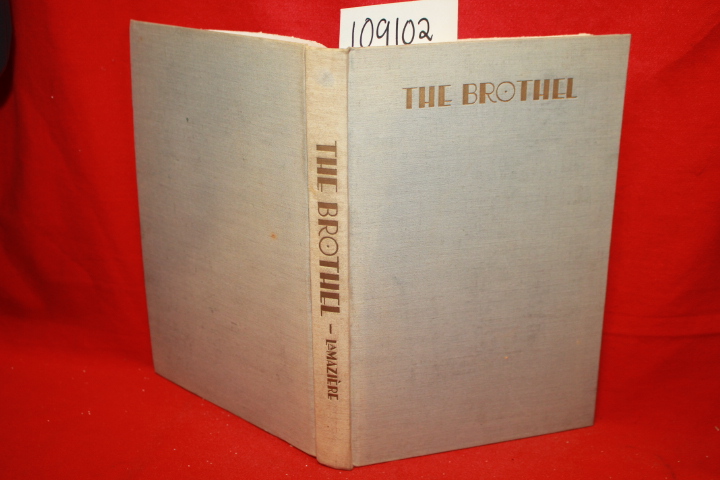 109102
THE BROTHEL
THE BROTHEL - LAMAZIÈRE